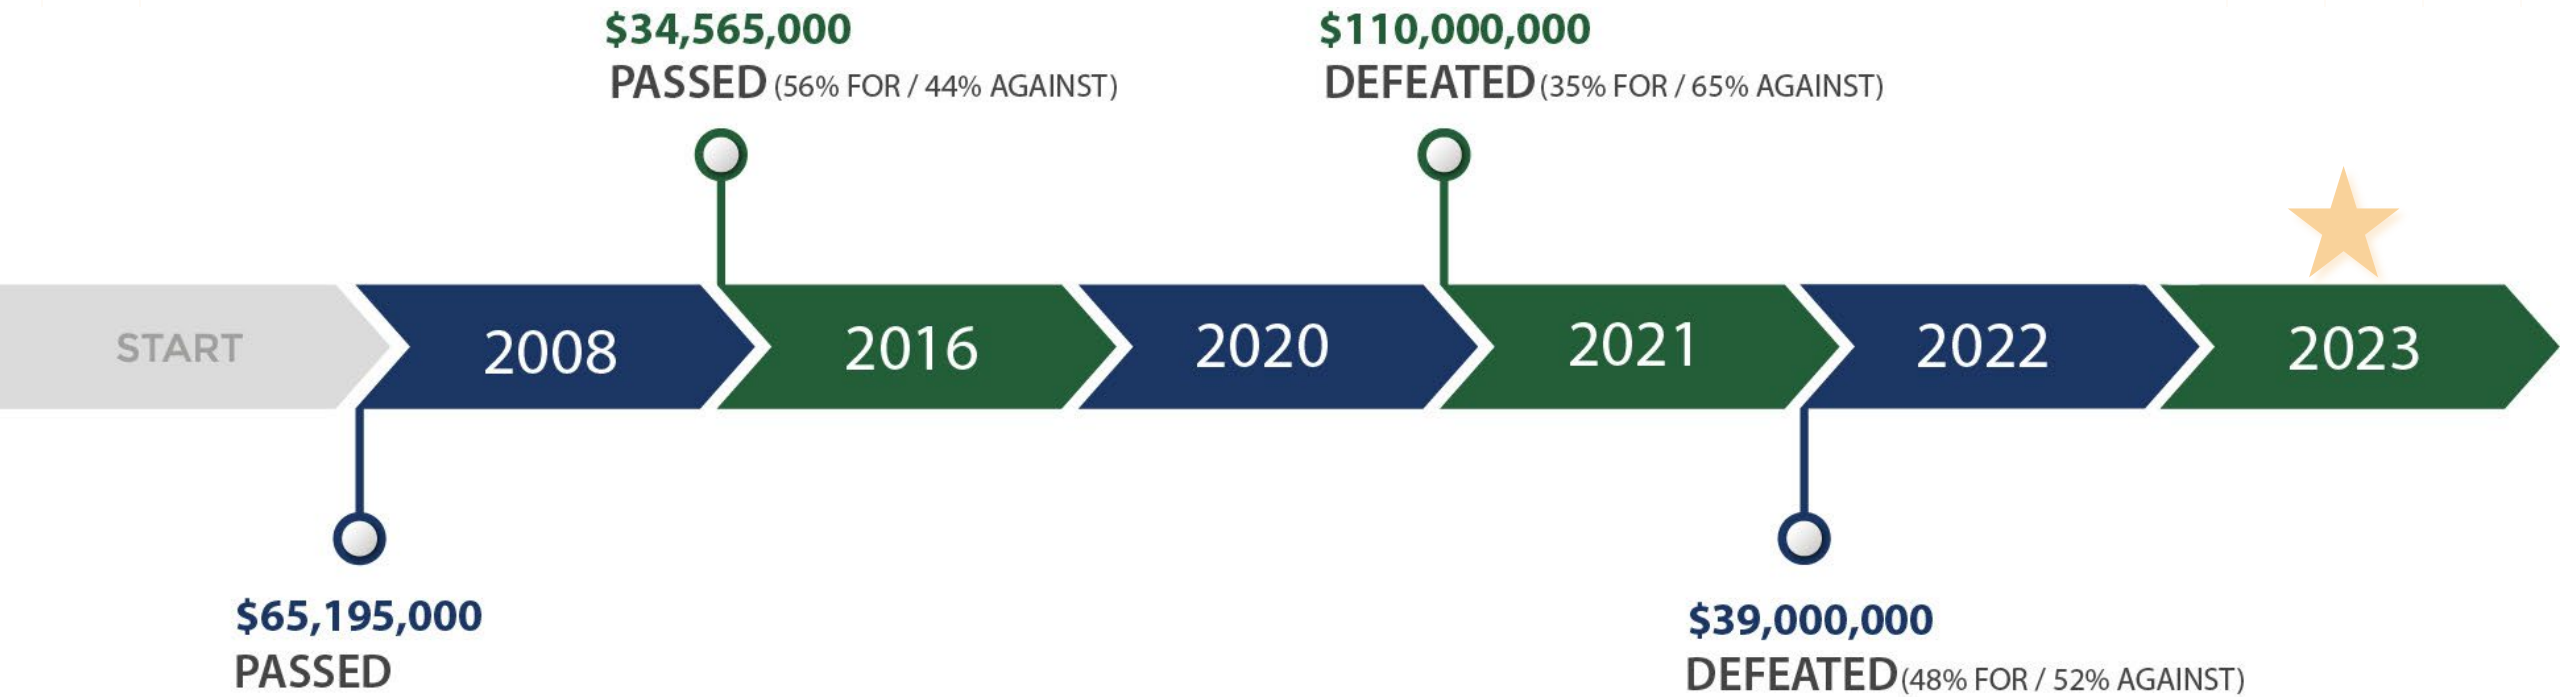 $34,565,000
PASSED (56% FOR / 44% AGAINST)
$110,000,000
DEFEATED (35% FOR / 65% AGAINST)
START
2008
2016
2020
2021
2022
2023
$65,195,000
PASSED
$39,000,000
DEFEATED (48% FOR / 52% AGAINST)